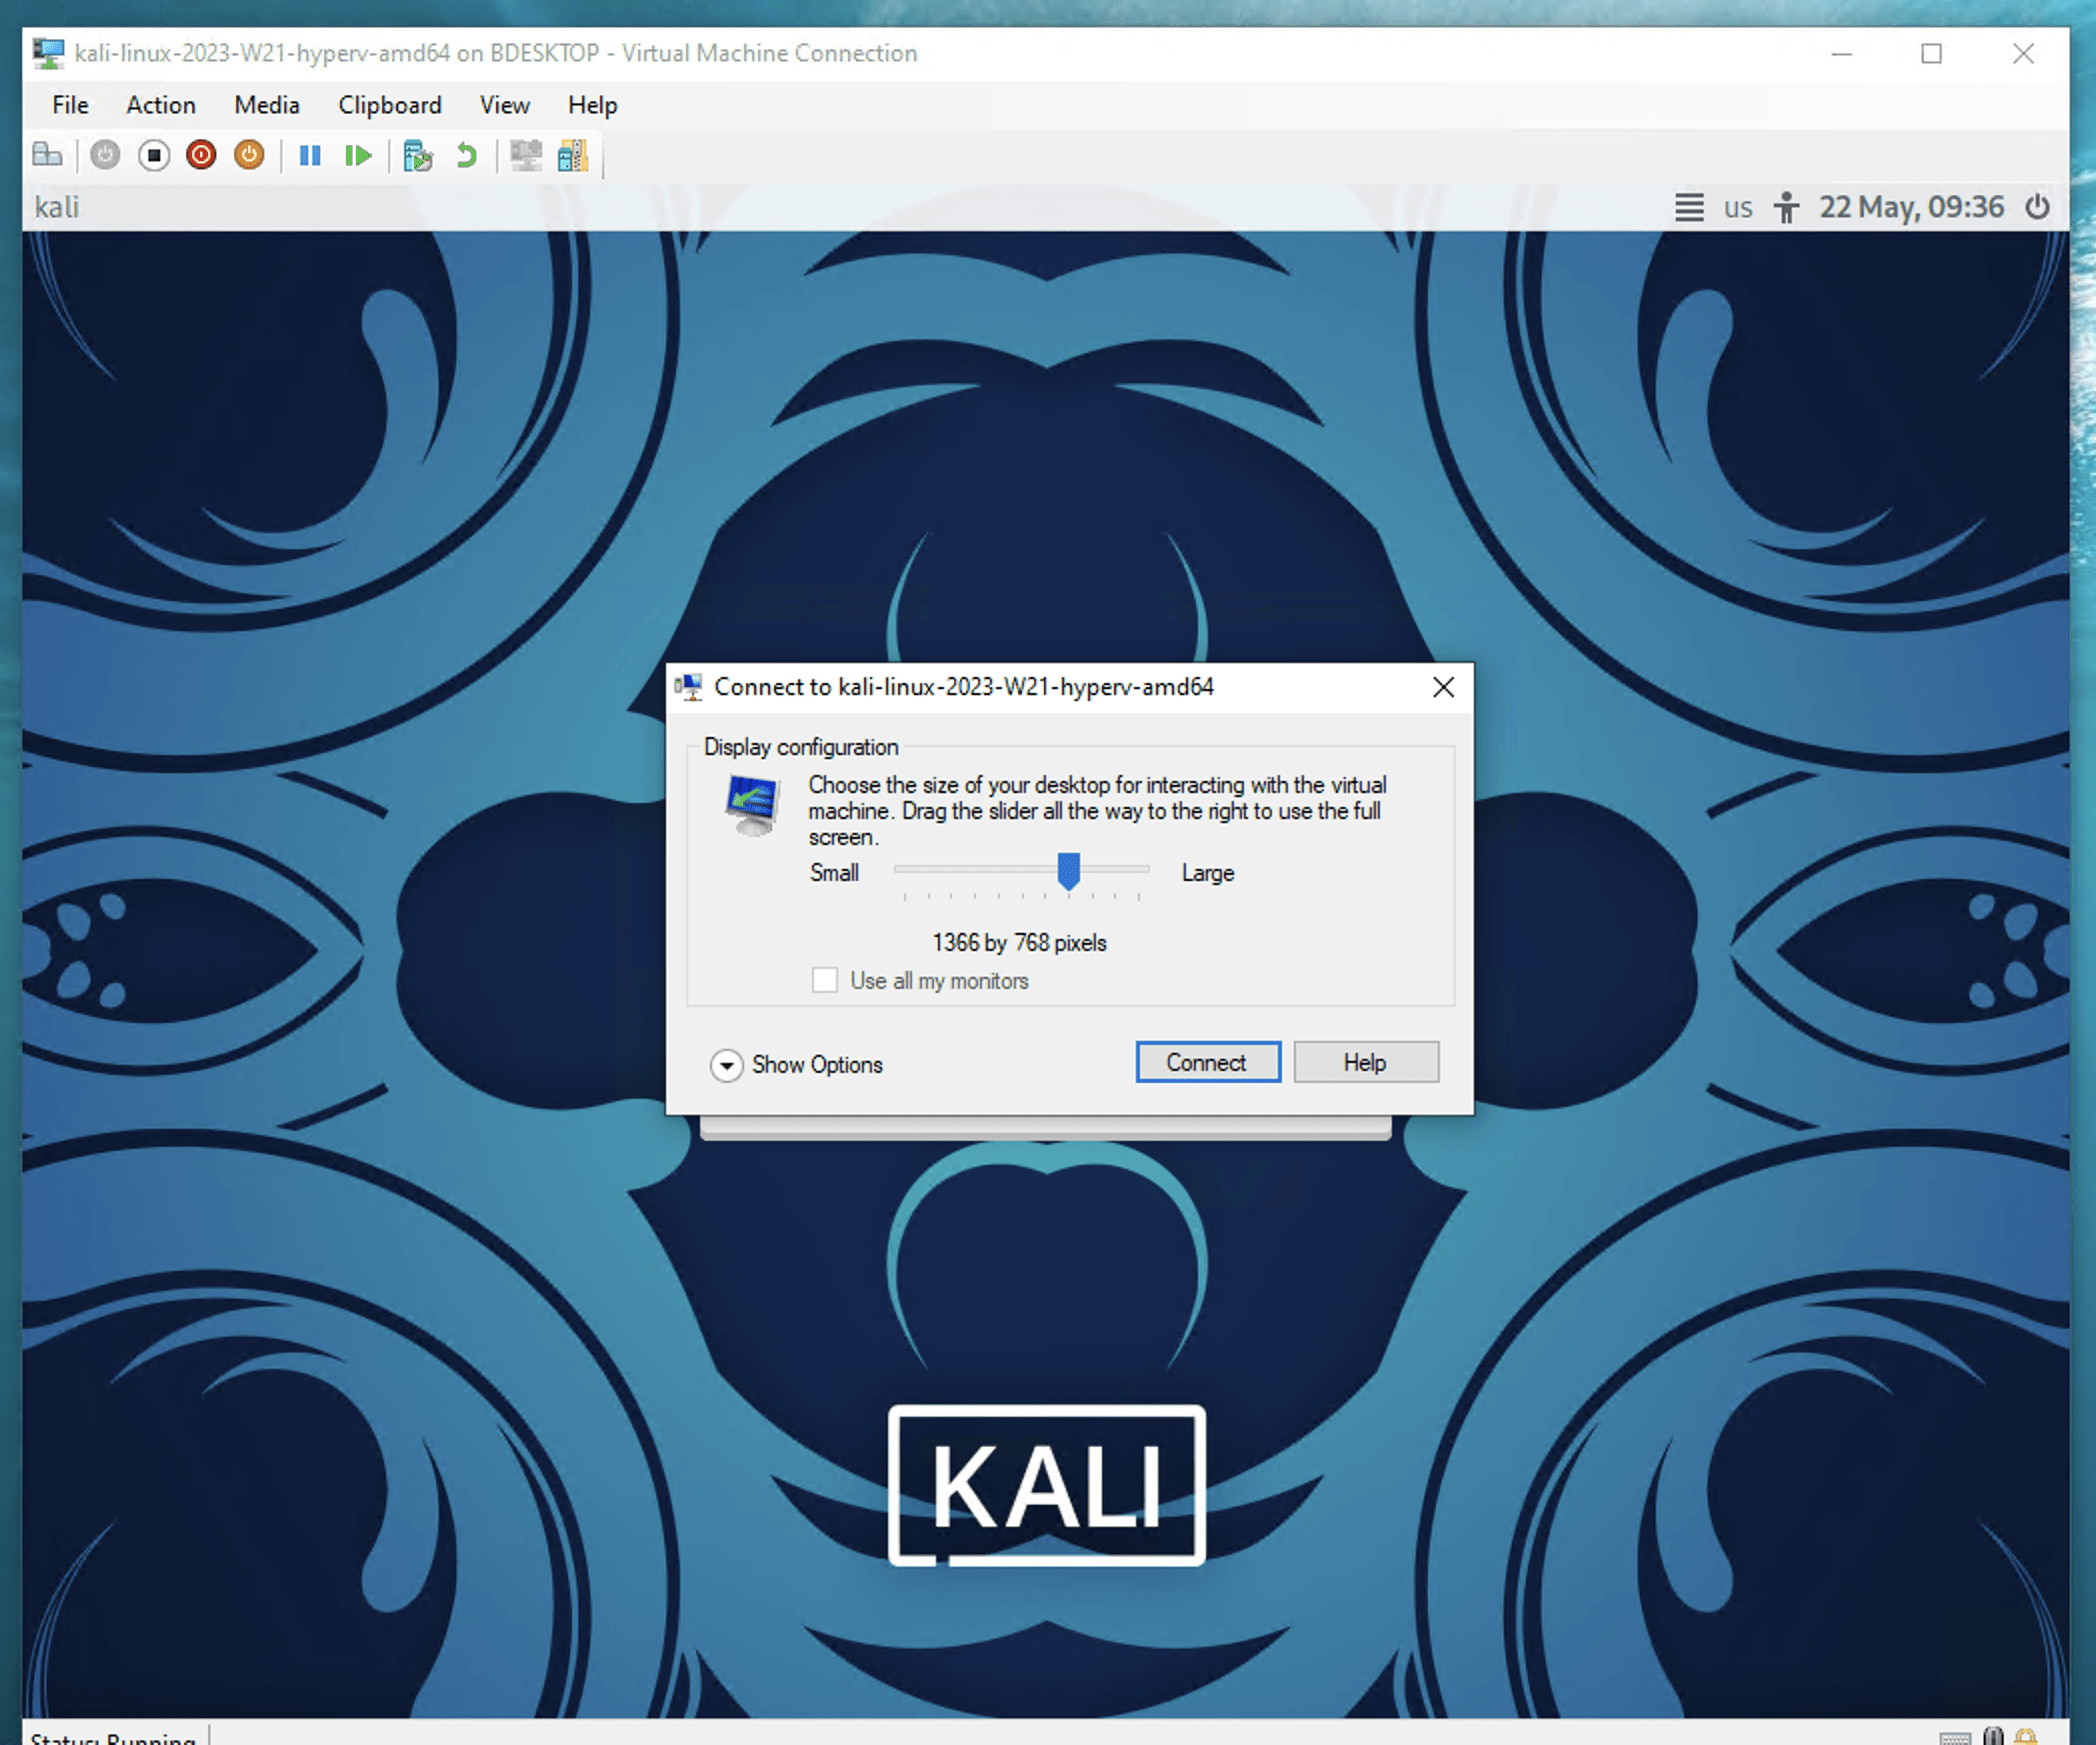 kali-linux-2023-W21-hyperv-amd64 on BDESKTOP - Virtual Machine Connection
File Action Media Clipboard View Help
kali us 22 May, 09:36
Connect to kali-linux-2023-W21-hyperv-amd64
Display configuration
Choose the size of your desktop for interacting with the virtual
machine. Drag the slider all the way to the right to use the full
screen.
Small Large
1366 by 768 pixels
Use all my monitors
Show Options Connect Help
KALI
Status: Running